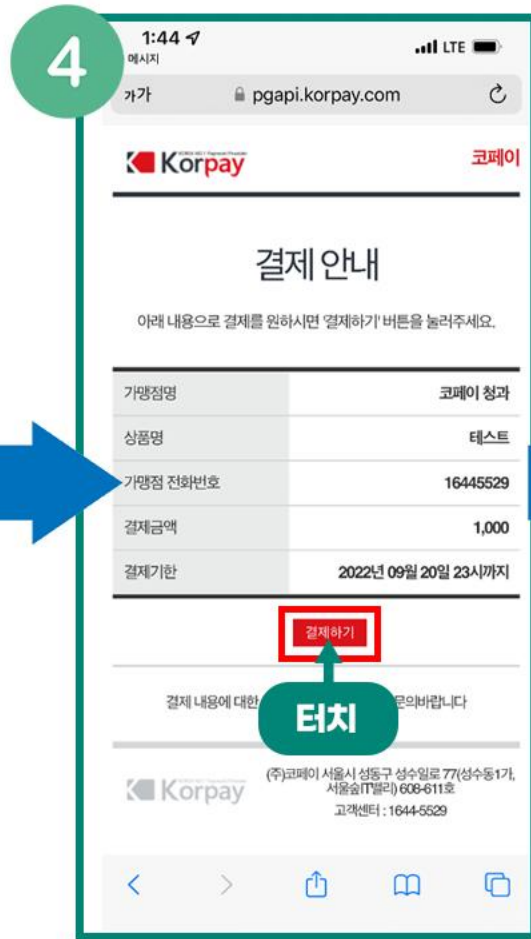 4
1:44
LTE
메시지
가가
pgapi.korpay.com
Korpay
코페이
결제 안내
아래 내용으로 결제를 원하시면 '결제하기' 버튼을 눌러주세요.
가맹점명 코페이 청과
상품명 테스트
가맹점 전화번호 16445529
결제금액 1,000
결제기한 2022년 09월 20일 23시까지
결제하기
결제 내용에 대한 문의바랍니다
터치
Korpay
(주)코페이 서울시 성동구 성수일로 77(성수동1가,
서울숲IT밸리) 608-611호
고객센터 : 1644-5529